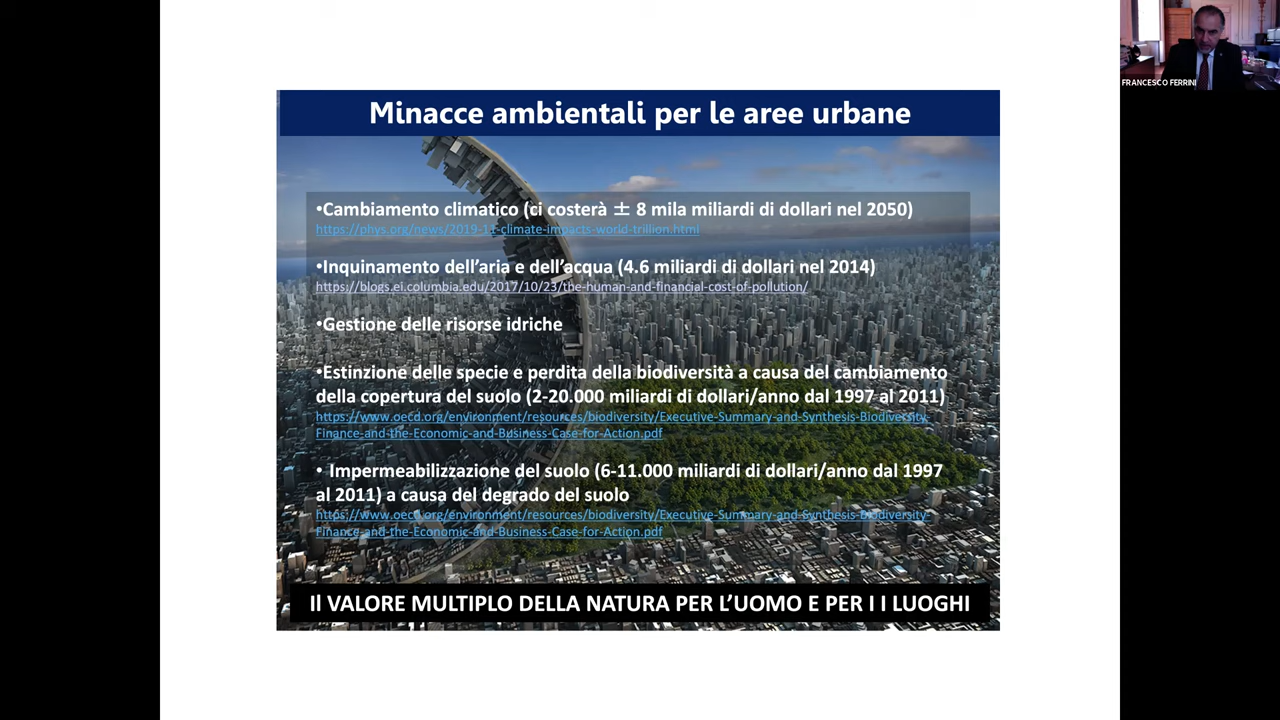 FRANCESCO FERRINI
Minacce ambientali per le aree urbane
•Cambiamento climatico (ci costerà ± 8 mila miliardi di dollari nel 2050)
https://phys.org/news/2019-11-climate-impacts-world-trillion.html
•Inquinamento dell'aria e dell'acqua (4.6 miliardi di dollari nel 2014)
https://blogs.ei.columbia.edu/2017/10/23/the-human-and-financial-cost-of-pollution/
•Gestione delle risorse idriche
•Estinzione delle specie e perdita della biodiversità a causa del cambiamento
della copertura del suolo (2-20.000 miliardi di dollari/anno dal 1997 al 2011)
https://www.oecd.org/environment/resources/biodiversity/Executive-Summary-and-Synthesis-Biodiversity-
Finance-and-the-Economic-and-Business-Case-for-Action.pdf
• Impermeabilizzazione del suolo (6-11.000 miliardi di dollari/anno dal 1997
al 2011) a causa del degrado del suolo
https://www.oecd.org/environment/resources/biodiversity/Executive-Summary-and-Synthesis-Biodiversity-
Finance-and-the-Economic-and-Business-Case-for-Action.pdf
Il VALORE MULTIPLO DELLA NATURA PER L'UOMO E PER I I LUOGHI